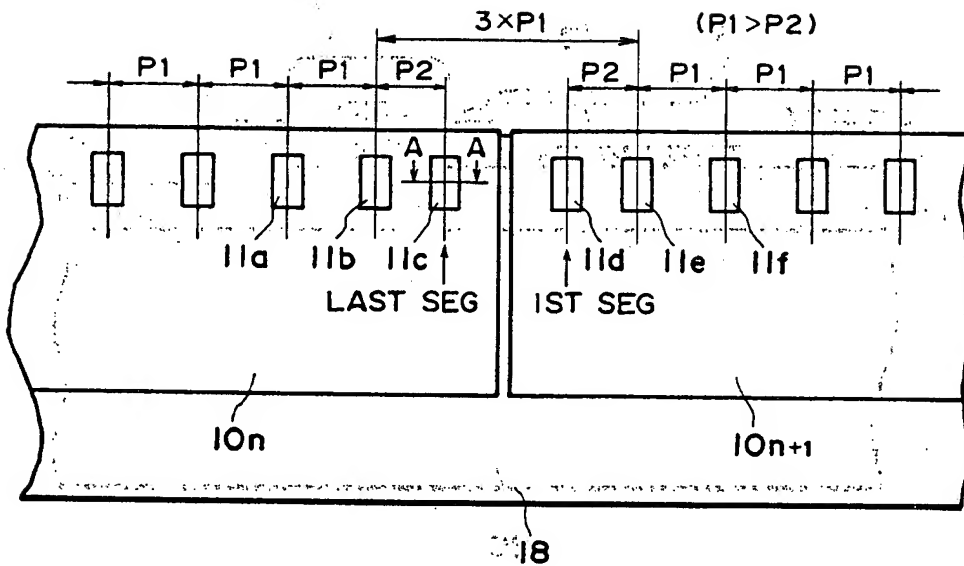 3×P1 (P1>P2)
P1 P1 P1 P2 P2 P1 P1 P1
A A
11a 11b 11c 11d 11e 11f
LAST SEG 1ST SEG
10n 10n+1
18